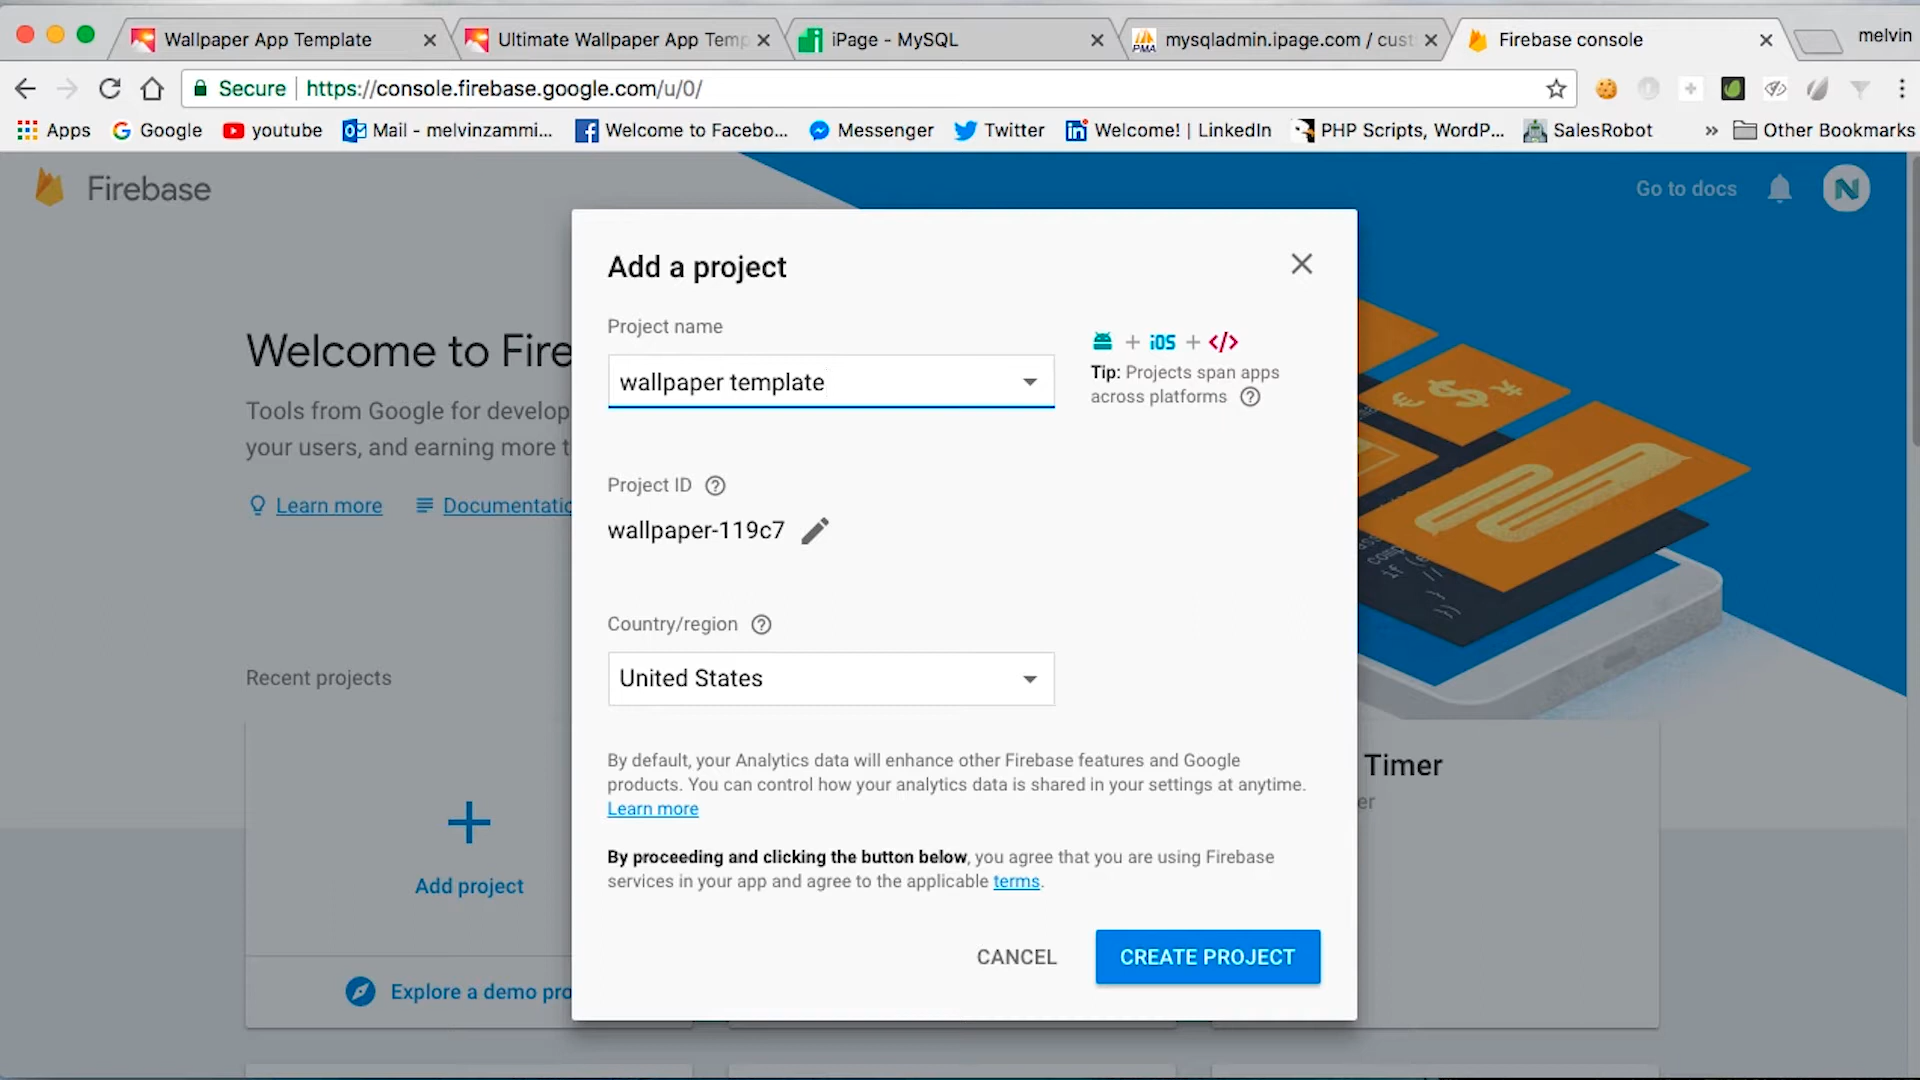 Wallpaper App Template
Ultimate Wallpaper App Temp
iPage - MySQL
PMA
mysqladmin.ipage.com / cust
Firebase console
melvin
Secure
https://console.firebase.google.com/u/0/
Apps
Google
youtube
Mail - melvinzammi...
Welcome to Facebo...
Messenger
Twitter
Welcome! | LinkedIn
PHP Scripts, WordP...
SalesRobot
»
Other Bookmarks
Firebase
Go to docs
N
Add a project
Project name
wallpaper template
+ iOS + </>
Tip: Projects span apps
across platforms
Welcome to Fire
Tools from Google for develop
your users, and earning more t
Learn more
Documentatio
Project ID
wallpaper-119c7
Country/region
United States
Recent projects
By default, your Analytics data will enhance other Firebase features and Google
products. You can control how your analytics data is shared in your settings at anytime.
Learn more
By proceeding and clicking the button below, you agree that you are using Firebase
services in your app and agree to the applicable terms.
CANCEL
CREATE PROJECT
Add project
Explore a demo pro
Timer
er